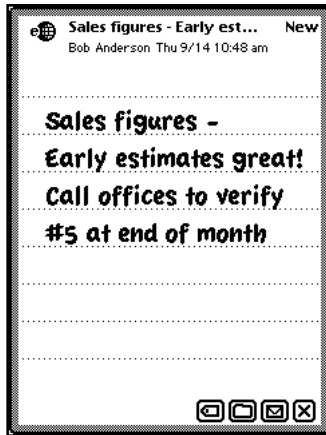 Sales figures - Early est... New
Bob Anderson Thu 9/14 10:48 am
Sales figures -
Early estimates great!
Call offices to verify
#5 at end of month